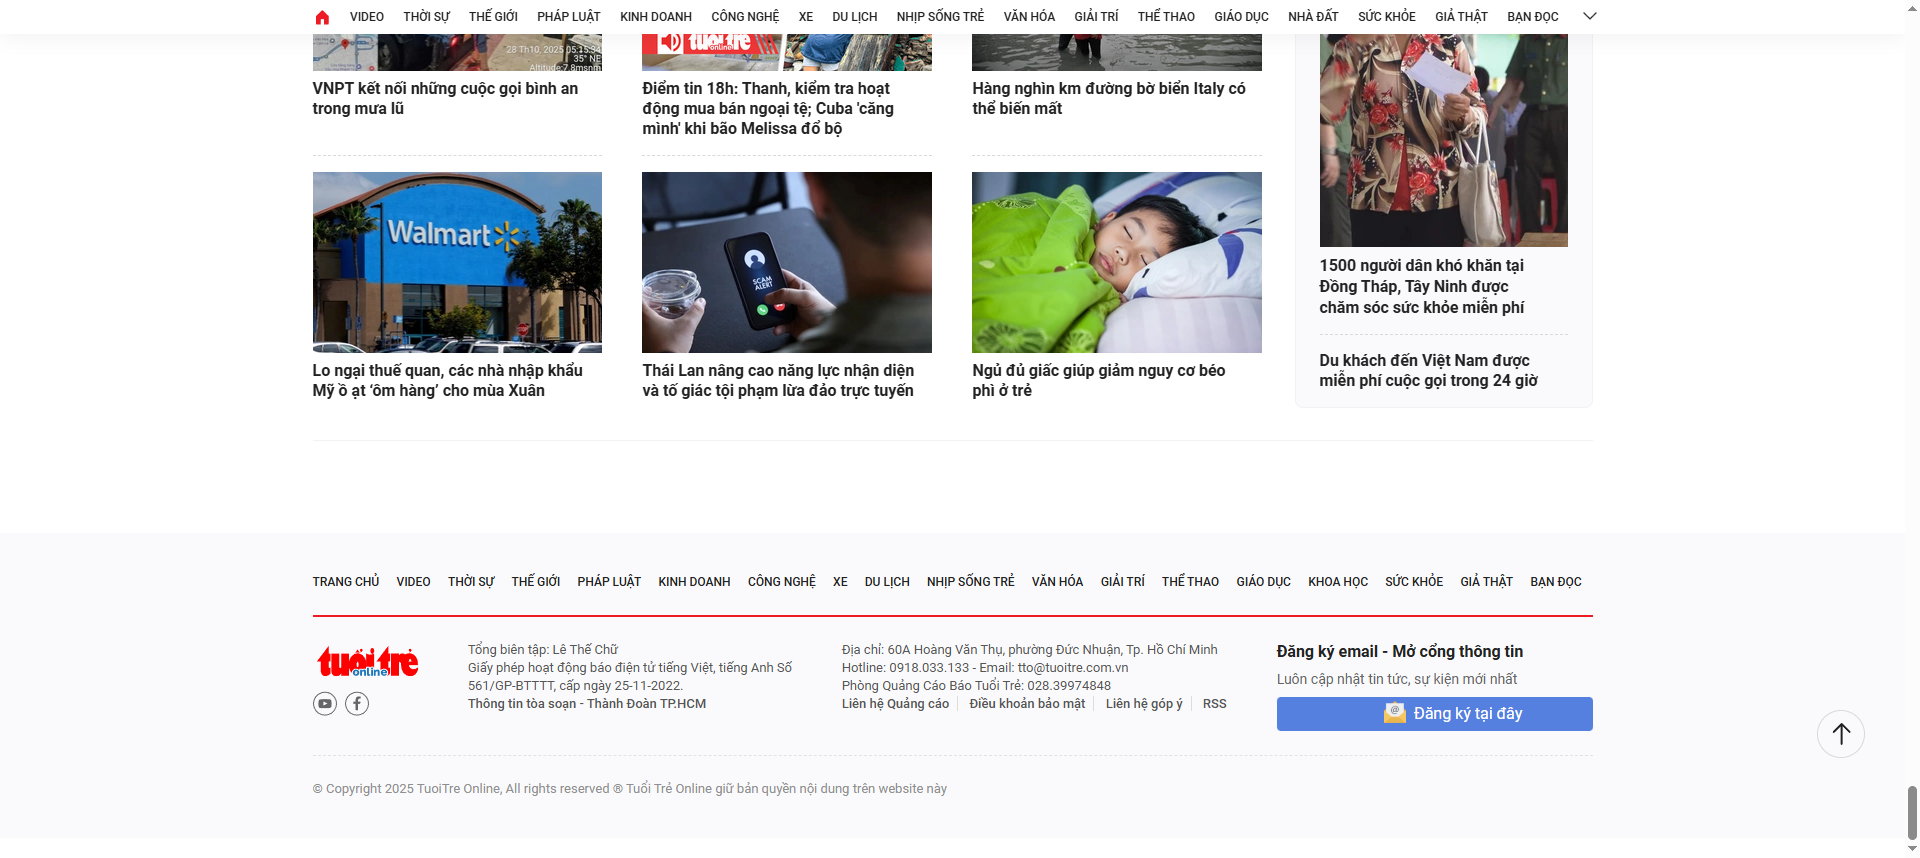 VIDEO THỜI SỰ THẾ GIỚI PHÁP LUẬT KINH DOANH CÔNG NGHỆ XE DU LỊCH NHỊP SỐNG TRẺ VĂN HÓA GIẢI TRÍ THỂ THAO GIÁO DỤC NHÀ ĐẤT SỨC KHỎE GIẢ THẬT BẠN ĐỌC
28 Th10, 2025 05:15:34
35° NE
Altitude:7.8msnm
tuổi trẻ
online
VNPT kết nối những cuộc gọi bình an
trong mưa lũ
Điểm tin 18h: Thanh, kiểm tra hoạt
động mua bán ngoại tệ; Cuba 'căng
mình' khi bão Melissa đổ bộ
Hàng nghìn km đường bờ biển Italy có
thể biến mất
Walmart
SCAM
ALERT
Lo ngại thuế quan, các nhà nhập khẩu
Mỹ ồ ạt ‘ôm hàng’ cho mùa Xuân
Thái Lan nâng cao năng lực nhận diện
và tố giác tội phạm lừa đảo trực tuyến
Ngủ đủ giấc giúp giảm nguy cơ béo
phì ở trẻ
1500 người dân khó khăn tại
Đồng Tháp, Tây Ninh được
chăm sóc sức khỏe miễn phí
Du khách đến Việt Nam được
miễn phí cuộc gọi trong 24 giờ
TRANG CHỦ VIDEO THỜI SỰ THẾ GIỚI PHÁP LUẬT KINH DOANH CÔNG NGHỆ XE DU LỊCH NHỊP SỐNG TRẺ VĂN HÓA GIẢI TRÍ THỂ THAO GIÁO DỤC KHOA HỌC SỨC KHỎE GIẢ THẬT BẠN ĐỌC
tuổi trẻ
online
Tổng biên tập: Lê Thế Chữ
Giấy phép hoạt động báo điện tử tiếng Việt, tiếng Anh Số
561/GP-BTTTT, cấp ngày 25-11-2022.
Thông tin tòa soạn - Thành Đoàn TP.HCM
Địa chỉ: 60A Hoàng Văn Thụ, phường Đức Nhuận, Tp. Hồ Chí Minh
Hotline: 0918.033.133 - Email: tto@tuoitre.com.vn
Phòng Quảng Cáo Báo Tuổi Trẻ: 028.39974848
Liên hệ Quảng cáo Điều khoản bảo mật Liên hệ góp ý RSS
Đăng ký email - Mở cổng thông tin
Luôn cập nhật tin tức, sự kiện mới nhất
@ Đăng ký tại đây
© Copyright 2025 TuoiTre Online, All rights reserved ® Tuổi Trẻ Online giữ bản quyền nội dung trên website này